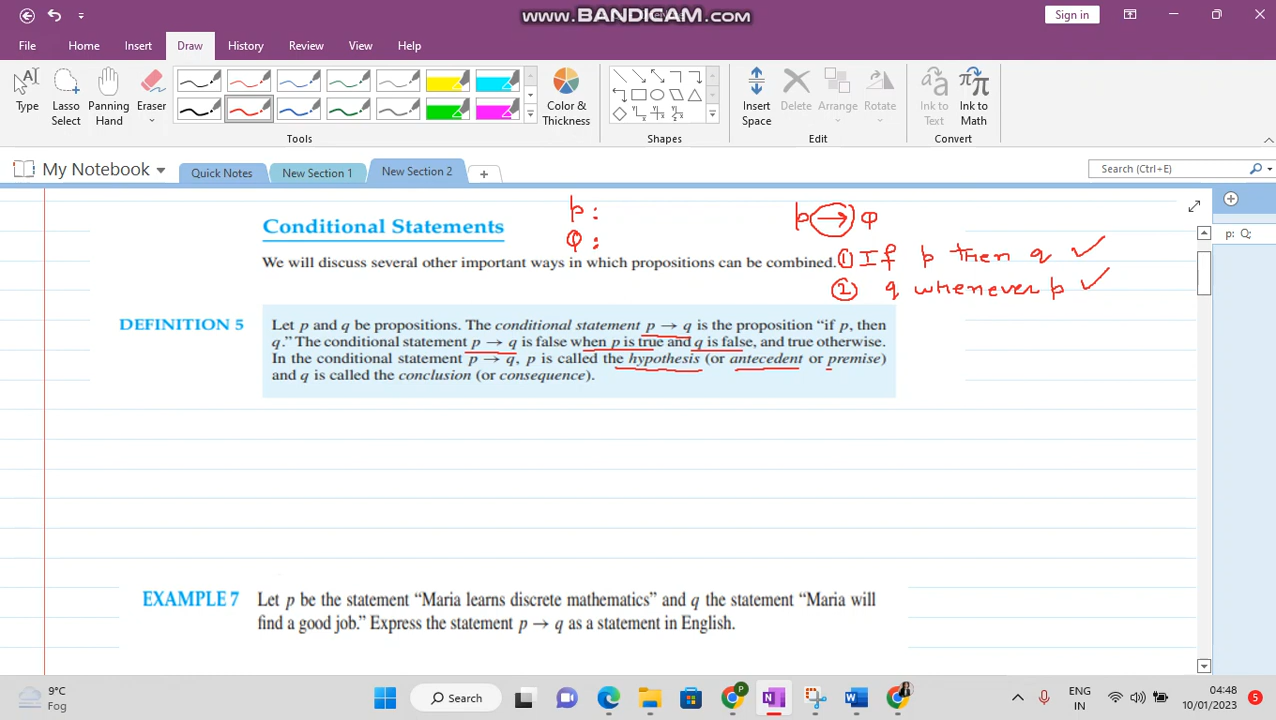 www.BANDICAM.com
Sign in
File Home Insert Draw History Review View Help
Type Lasso Select Panning Hand Eraser Color & Thickness Insert Space Delete Arrange Rotate Ink to Text Ink to Math
Tools Shapes Edit Convert
My Notebook Quick Notes New Section 1 New Section 2 Search (Ctrl+E)
p: Q;
p :
Q :
p → Q
Conditional Statements
We will discuss several other important ways in which propositions can be combined.
① If p then q ✓
② q whenever p ✓
DEFINITION 5
Let p and q be propositions. The conditional statement p → q is the proposition “if p, then
q.” The conditional statement p → q is false when p is true and q is false, and true otherwise.
In the conditional statement p → q, p is called the hypothesis (or antecedent or premise)
and q is called the conclusion (or consequence).
EXAMPLE 7
Let p be the statement “Maria learns discrete mathematics” and q the statement “Maria will
find a good job.” Express the statement p → q as a statement in English.
9°C
Fog
Search
ENG
IN
04:48
10/01/2023
5